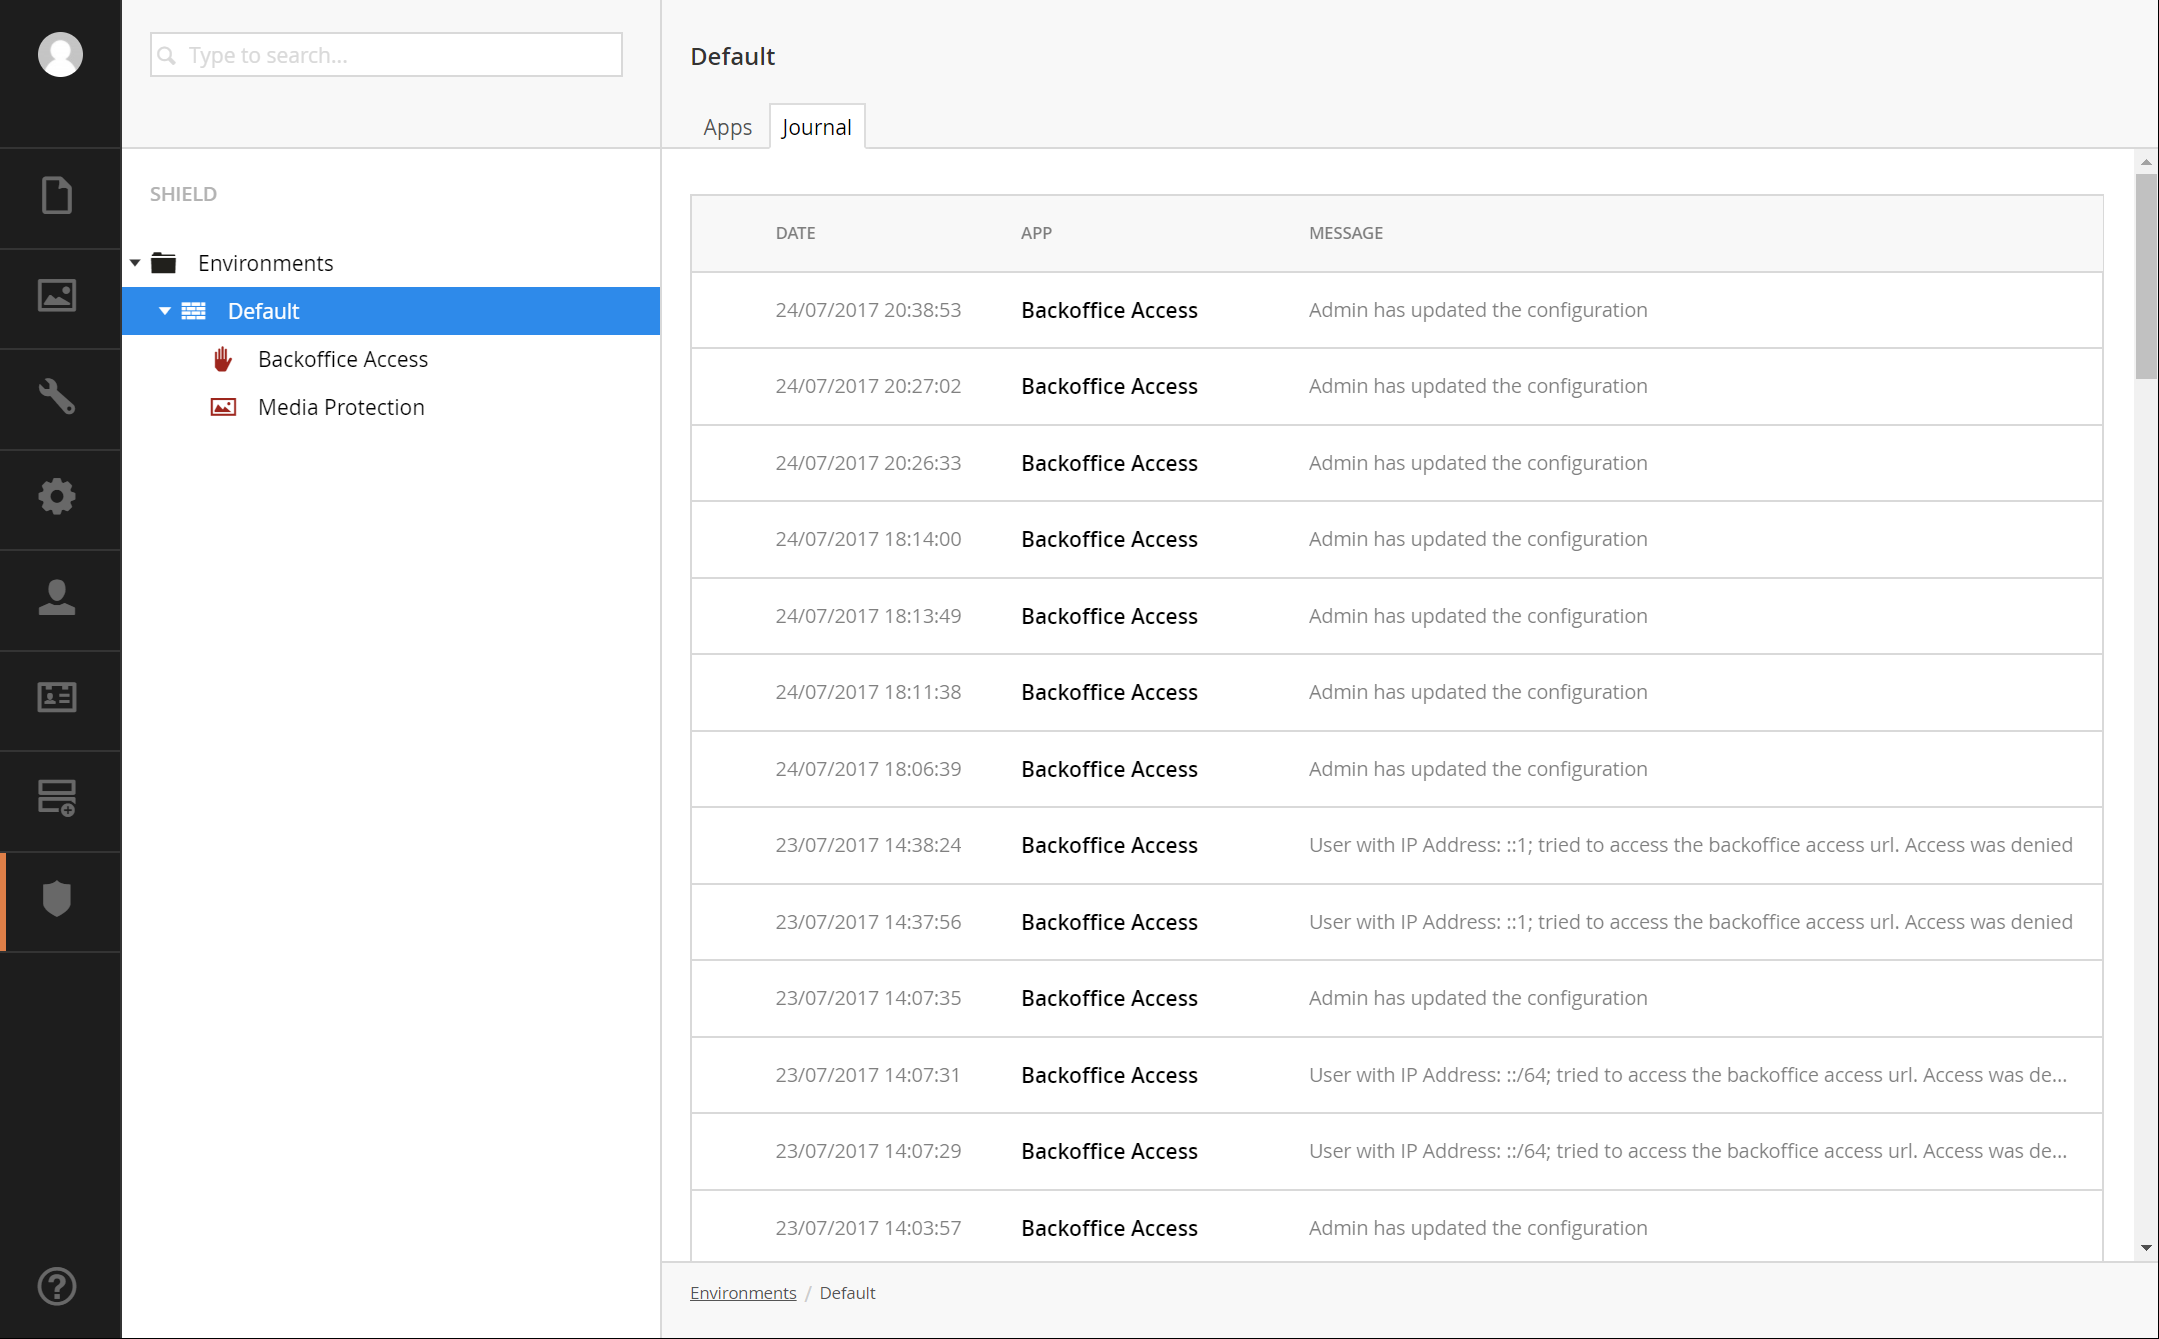 Type to search...
Default
Apps
Journal
SHIELD
Environments
Default
Backoffice Access
Media Protection
DATE APP MESSAGE
24/07/2017 20:38:53 Backoffice Access Admin has updated the configuration
24/07/2017 20:27:02 Backoffice Access Admin has updated the configuration
24/07/2017 20:26:33 Backoffice Access Admin has updated the configuration
24/07/2017 18:14:00 Backoffice Access Admin has updated the configuration
24/07/2017 18:13:49 Backoffice Access Admin has updated the configuration
24/07/2017 18:11:38 Backoffice Access Admin has updated the configuration
24/07/2017 18:06:39 Backoffice Access Admin has updated the configuration
23/07/2017 14:38:24 Backoffice Access User with IP Address: ::1; tried to access the backoffice access url. Access was denied
23/07/2017 14:37:56 Backoffice Access User with IP Address: ::1; tried to access the backoffice access url. Access was denied
23/07/2017 14:07:35 Backoffice Access Admin has updated the configuration
23/07/2017 14:07:31 Backoffice Access User with IP Address: ::/64; tried to access the backoffice access url. Access was de...
23/07/2017 14:07:29 Backoffice Access User with IP Address: ::/64; tried to access the backoffice access url. Access was de...
23/07/2017 14:03:57 Backoffice Access Admin has updated the configuration
Environments / Default